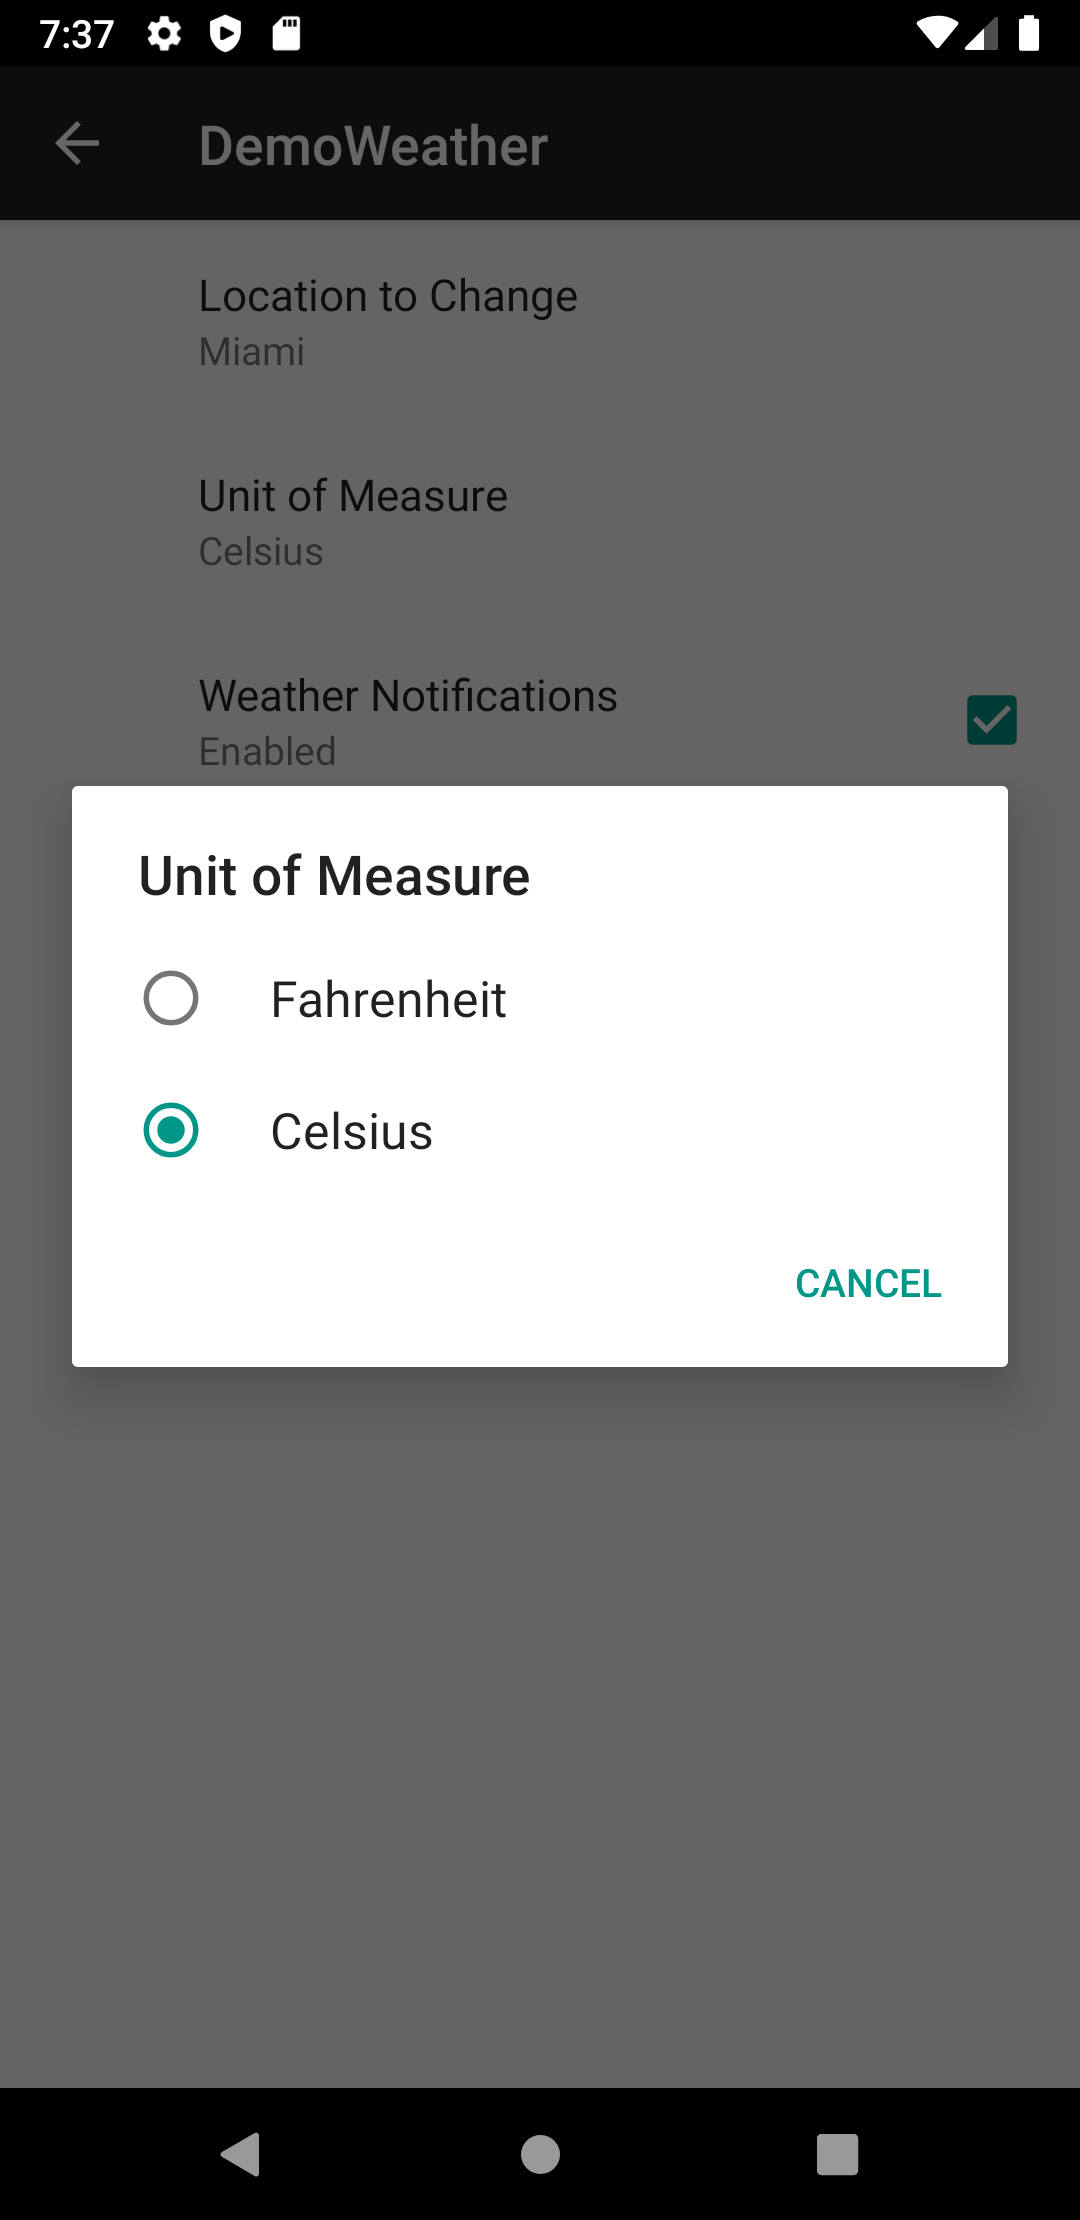 7:37
DemoWeather
Location to Change
Miami
Unit of Measure
Celsius
Weather Notifications
Enabled
Unit of Measure
Fahrenheit
Celsius
CANCEL